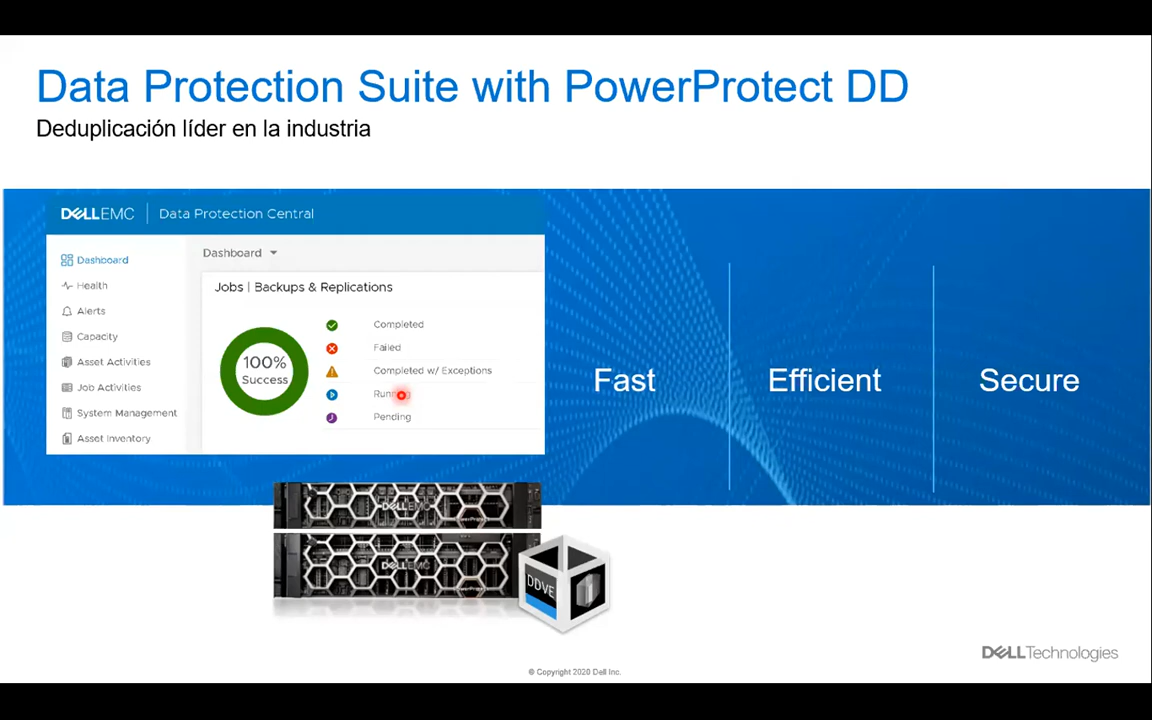 Data Protection Suite with PowerProtect DD
Deduplicación líder en la industria
DELLEMC | Data Protection Central
Dashboard
Health
Alerts
Capacity
Asset Activities
Job Activities
System Management
Asset Inventory
Dashboard
Jobs | Backups & Replications
100%
Success
Completed
Failed
Completed w/ Exceptions
Pending
Fast
Efficient
Secure
DELLEMC
PowerProtect
DELLEMC
PowerProtect
DDVE
DELLTechnologies
© Copyright 2020 Dell Inc.